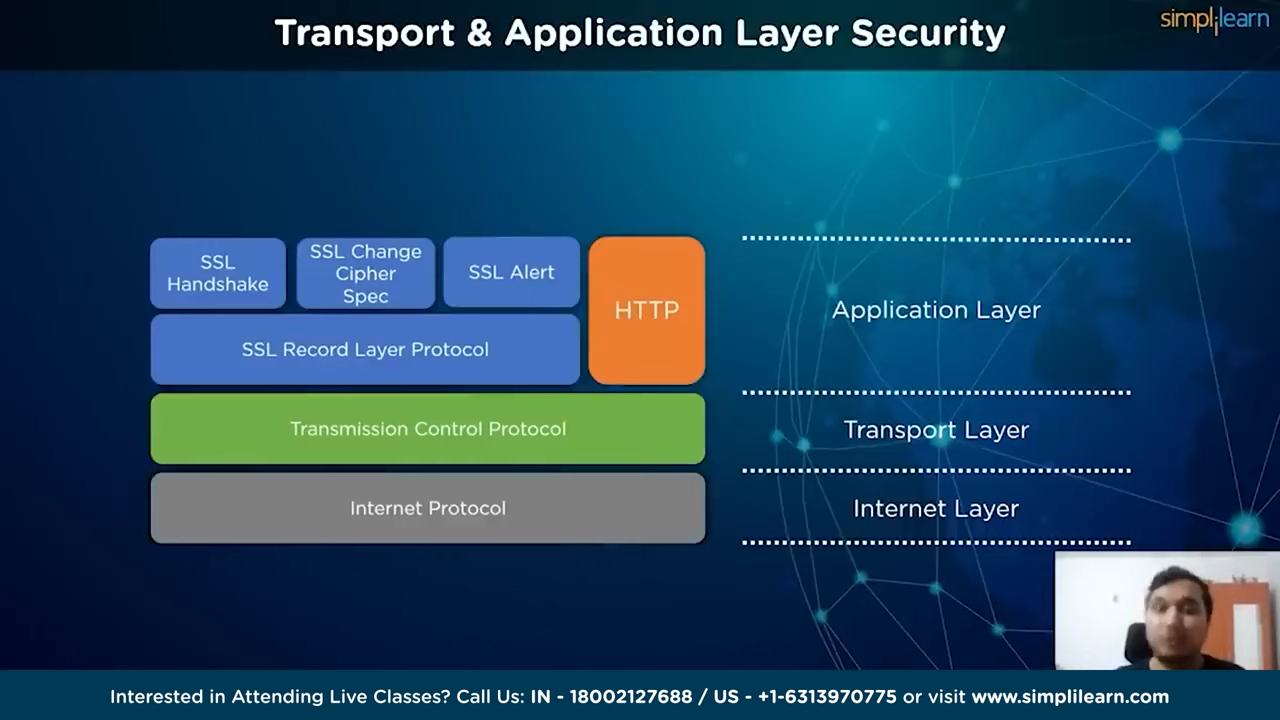 Transport & Application Layer Security
simplilearn
SSL
Handshake
SSL Change
Cipher
Spec
SSL Alert
HTTP
SSL Record Layer Protocol
Application Layer
Transmission Control Protocol
Transport Layer
Internet Protocol
Internet Layer
Interested in Attending Live Classes? Call Us: IN - 18002127688 / US - +1-6313970775 or visit www.simplilearn.com